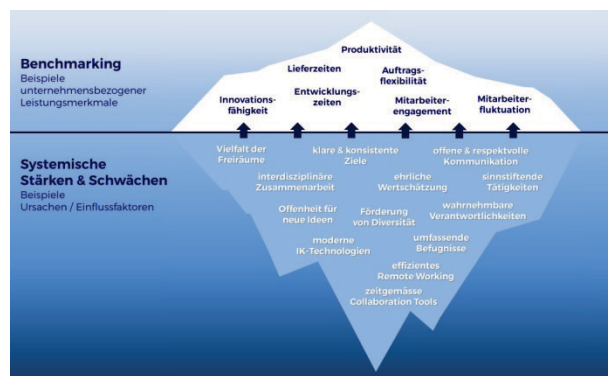 Benchmarking
Beispiele
unternehmensbezogener
Leistungsmerkmale
Produktivität
Lieferzeiten
Auftrags-
flexibilität
Innovations-
fähigkeit
Entwicklungs-
zeiten
Mitarbeiter-
engagement
Mitarbeiter-
fluktuation
Systemische
Stärken & Schwächen
Beispiele
Ursachen / Einflussfaktoren
Vielfalt der
Freiräume
klare & konsistente
Ziele
offene & respektvolle
Kommunikation
interdisziplinäre
Zusammenarbeit
ehrliche
Wertschätzung
sinnstiftende
Tätigkeiten
Offenheit für
neue Ideen
Förderung
von Diversität
wahrnehmbare
Verantwortlichkeiten
moderne
IK-Technologien
umfassende
Befugnisse
effizientes
Remote Working
zeitgemässe
Collaboration Tools